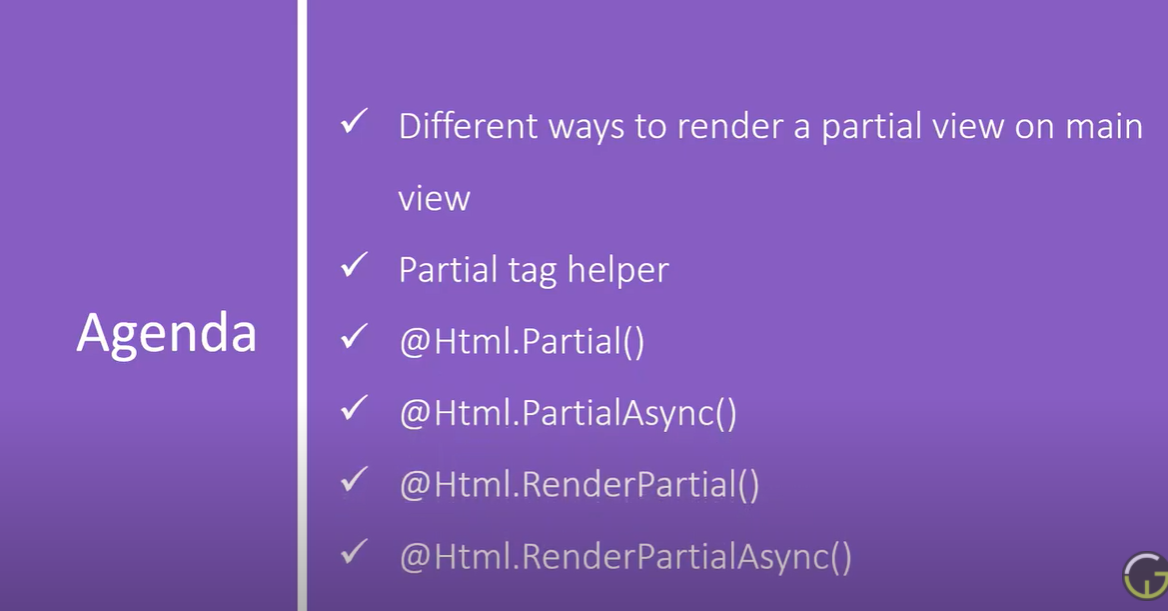 Agenda
✓ Different ways to render a partial view on main
view
✓ Partial tag helper
✓ @Html.Partial()
✓ @Html.PartialAsync()
✓ @Html.RenderPartial()
✓ @Html.RenderPartialAsync()